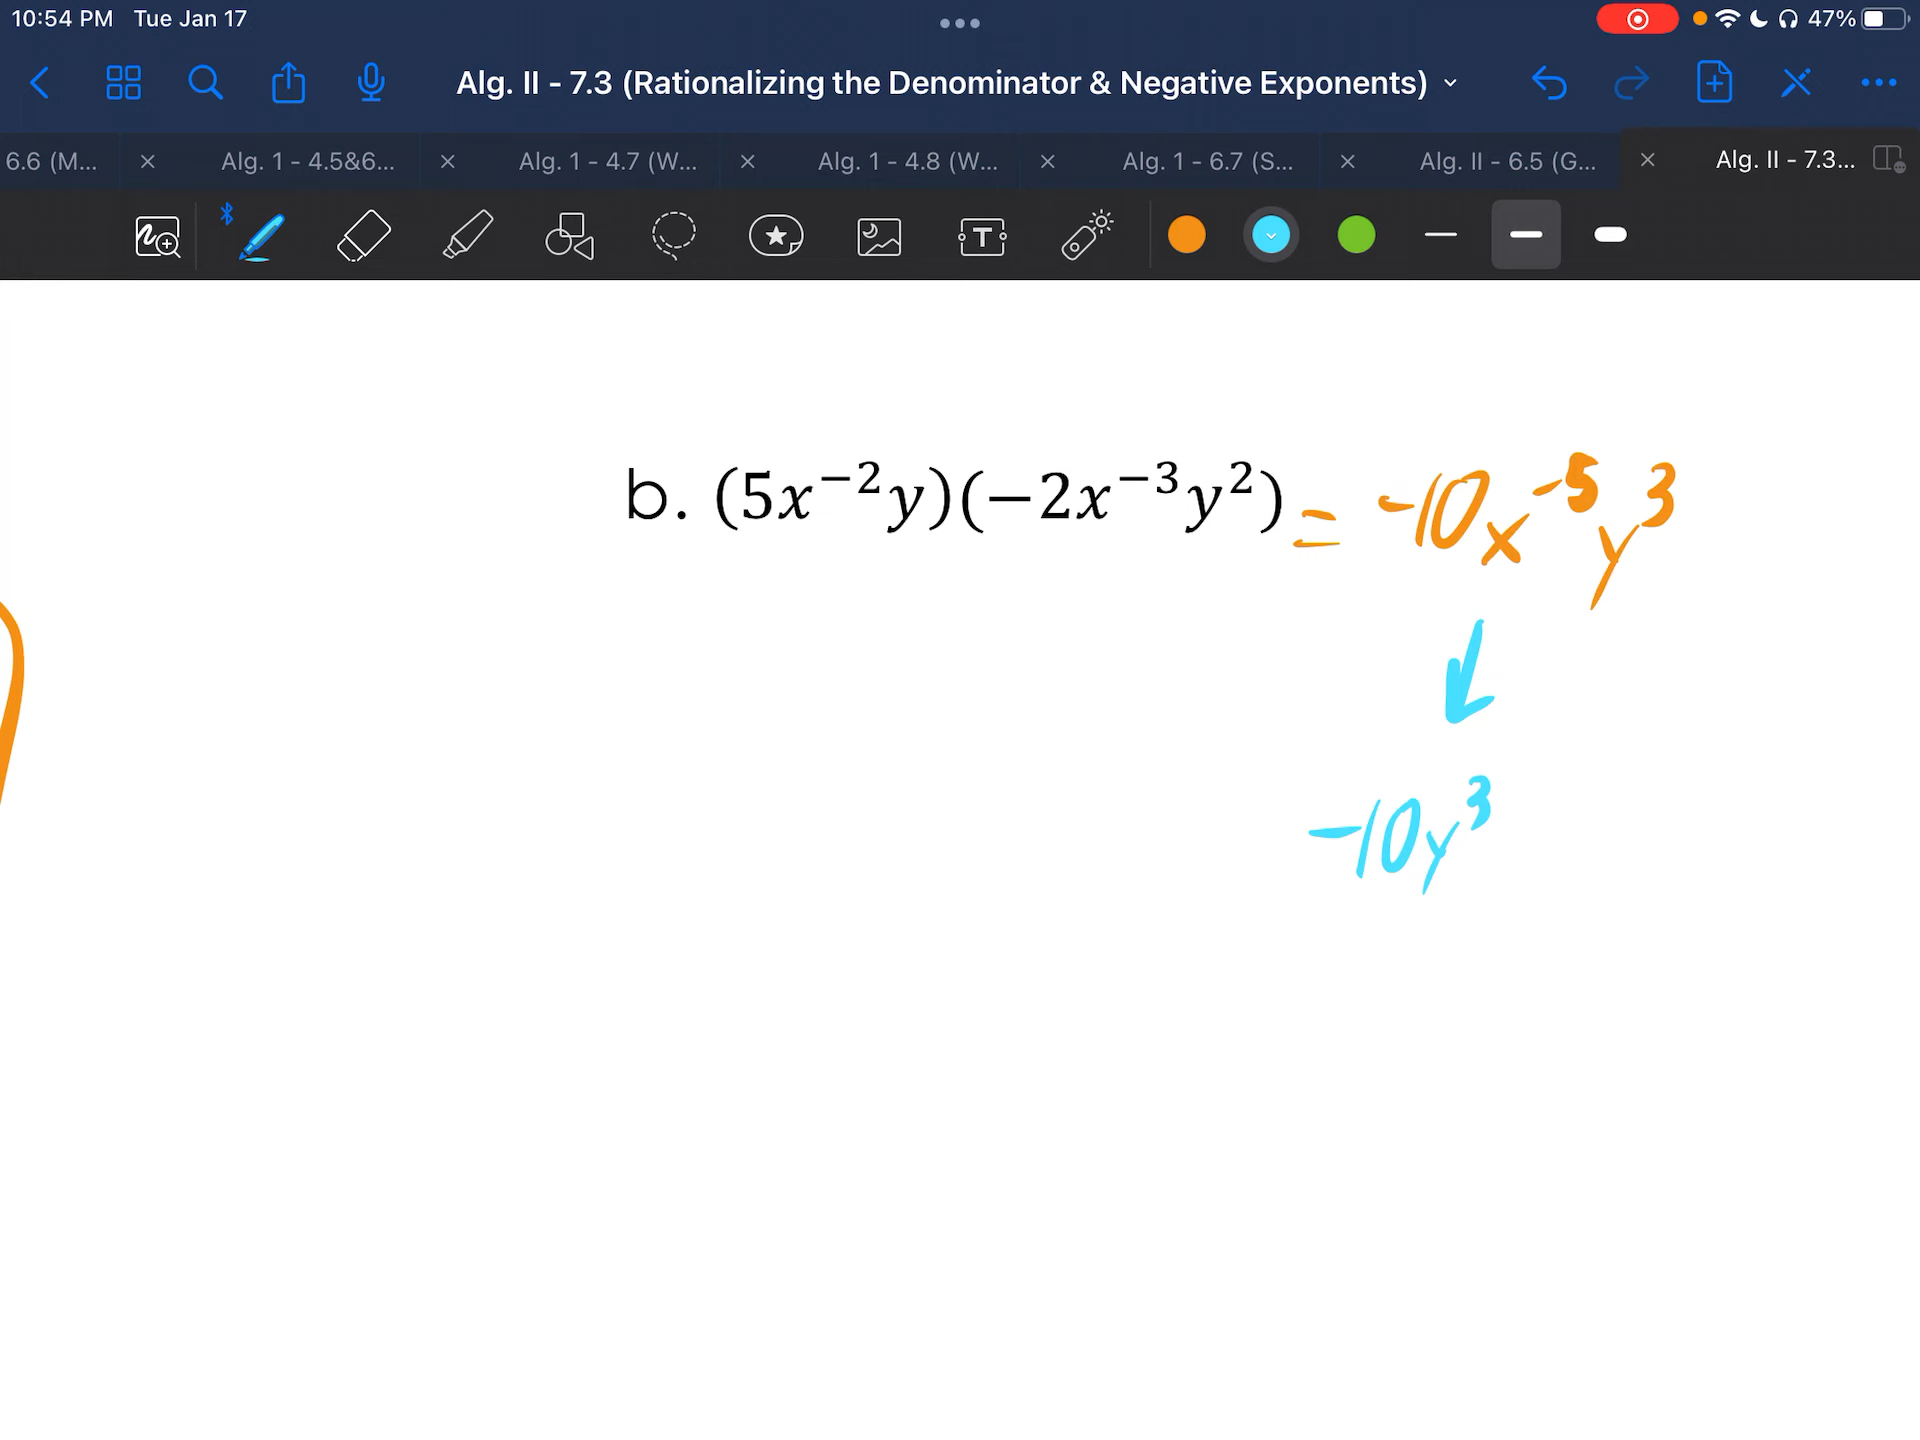 10:54 PM Tue Jan 17
47%
Alg. II - 7.3 (Rationalizing the Denominator & Negative Exponents)
6.6 (M... Alg. 1 - 4.5&6... Alg. 1 - 4.7 (W... Alg. 1 - 4.8 (W... Alg. 1 - 6.7 (S... Alg. II - 6.5 (G... Alg. II - 7.3...
b. (5x⁻²y)(−2x⁻³y²) = -10x⁻⁵y³
-10y³